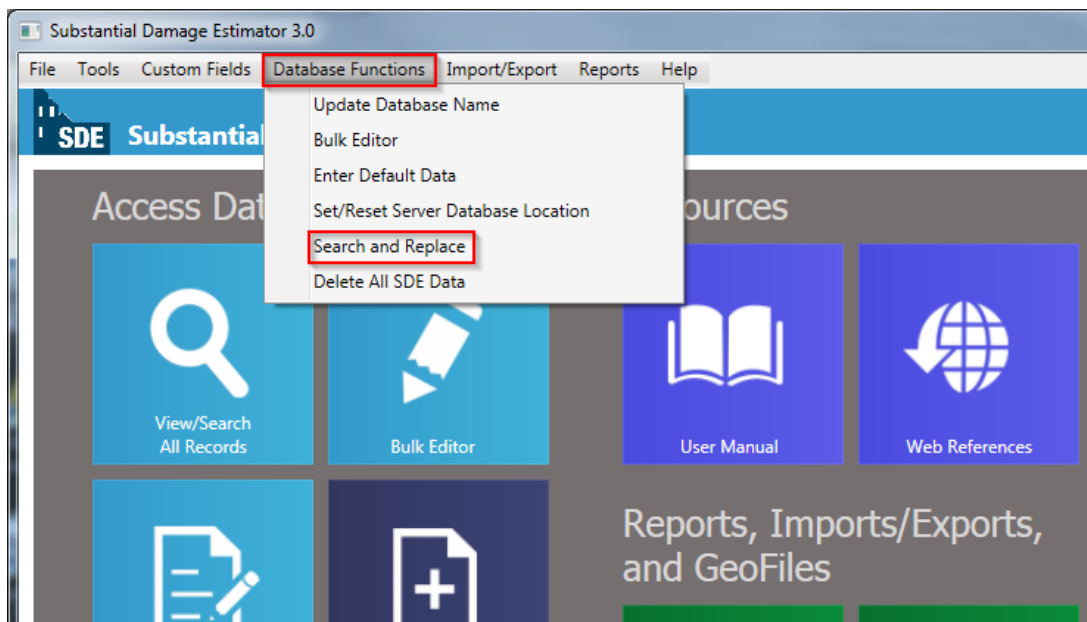 Substantial Damage Estimator 3.0
File Tools Custom Fields Database Functions Import/Export Reports Help
Update Database Name
Bulk Editor
Enter Default Data
Set/Reset Server Database Location
Search and Replace
Delete All SDE Data
SDE Substantial
Access Dat
ources
View/Search
All Records
Bulk Editor
User Manual
Web References
Reports, Imports/Exports,
and GeoFiles